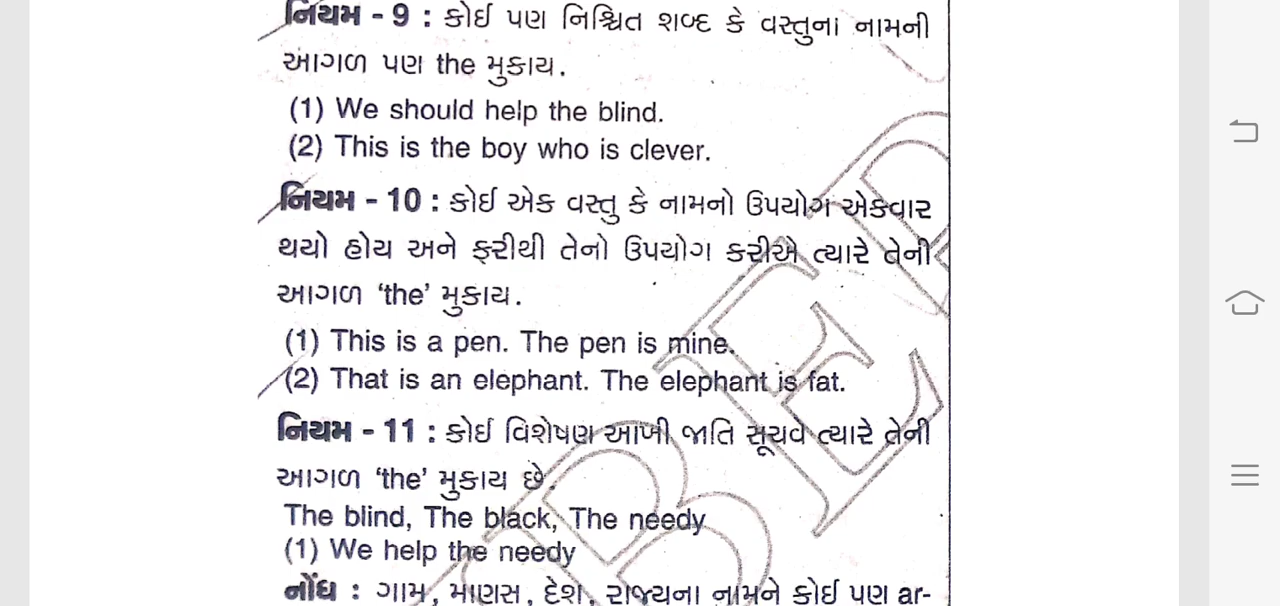 નિયમ - 9 : કોઈ પણ નિશ્ચિત શબ્દ કે વસ્તુનાં નામની
આગળ પણ the મુકાય.
(1) We should help the blind.
(2) This is the boy who is clever.
નિયમ - 10 : કોઈ એક વસ્તુ કે નામનો ઉપયોગ એકવાર
થયો હોય અને ફરીથી તેનો ઉપયોગ કરીએ ત્યારે તેની
આગળ ‘the’ મુકાય.
(1) This is a pen. The pen is mine.
(2) That is an elephant. The elephant is fat.
નિયમ - 11 : કોઈ વિશેષણ આખી જાતિ સૂચવે ત્યારે તેની
આગળ ‘the’ મુકાય છે.
The blind, The black, The needy
(1) We help the needy
નોંધ : ગામ, માણસ, દેશ, રાજ્યના નામને કોઈ પણ ar-